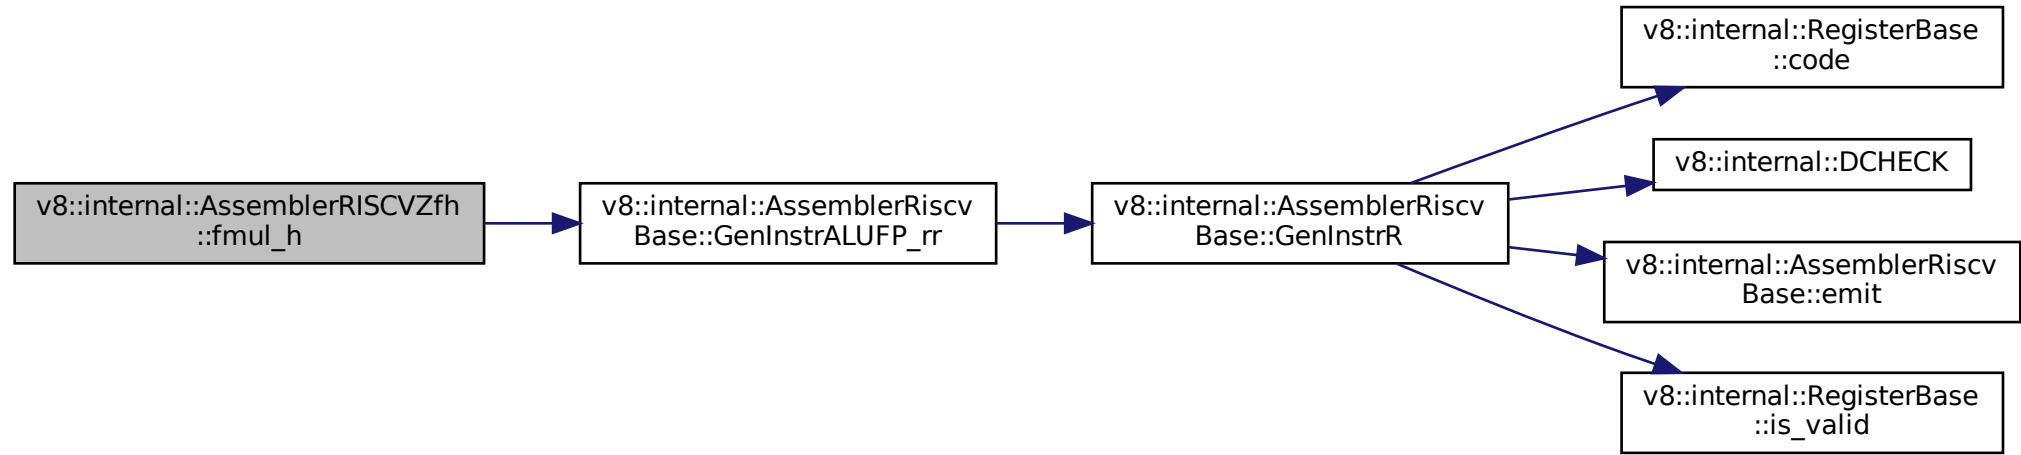 v8::internal::AssemblerRISCVZfh
::fmul_h
v8::internal::AssemblerRiscv
Base::GenInstrALUFP_rr
v8::internal::AssemblerRiscv
Base::GenInstrR
v8::internal::RegisterBase
::code
v8::internal::DCHECK
v8::internal::AssemblerRiscv
Base::emit
v8::internal::RegisterBase
::is_valid